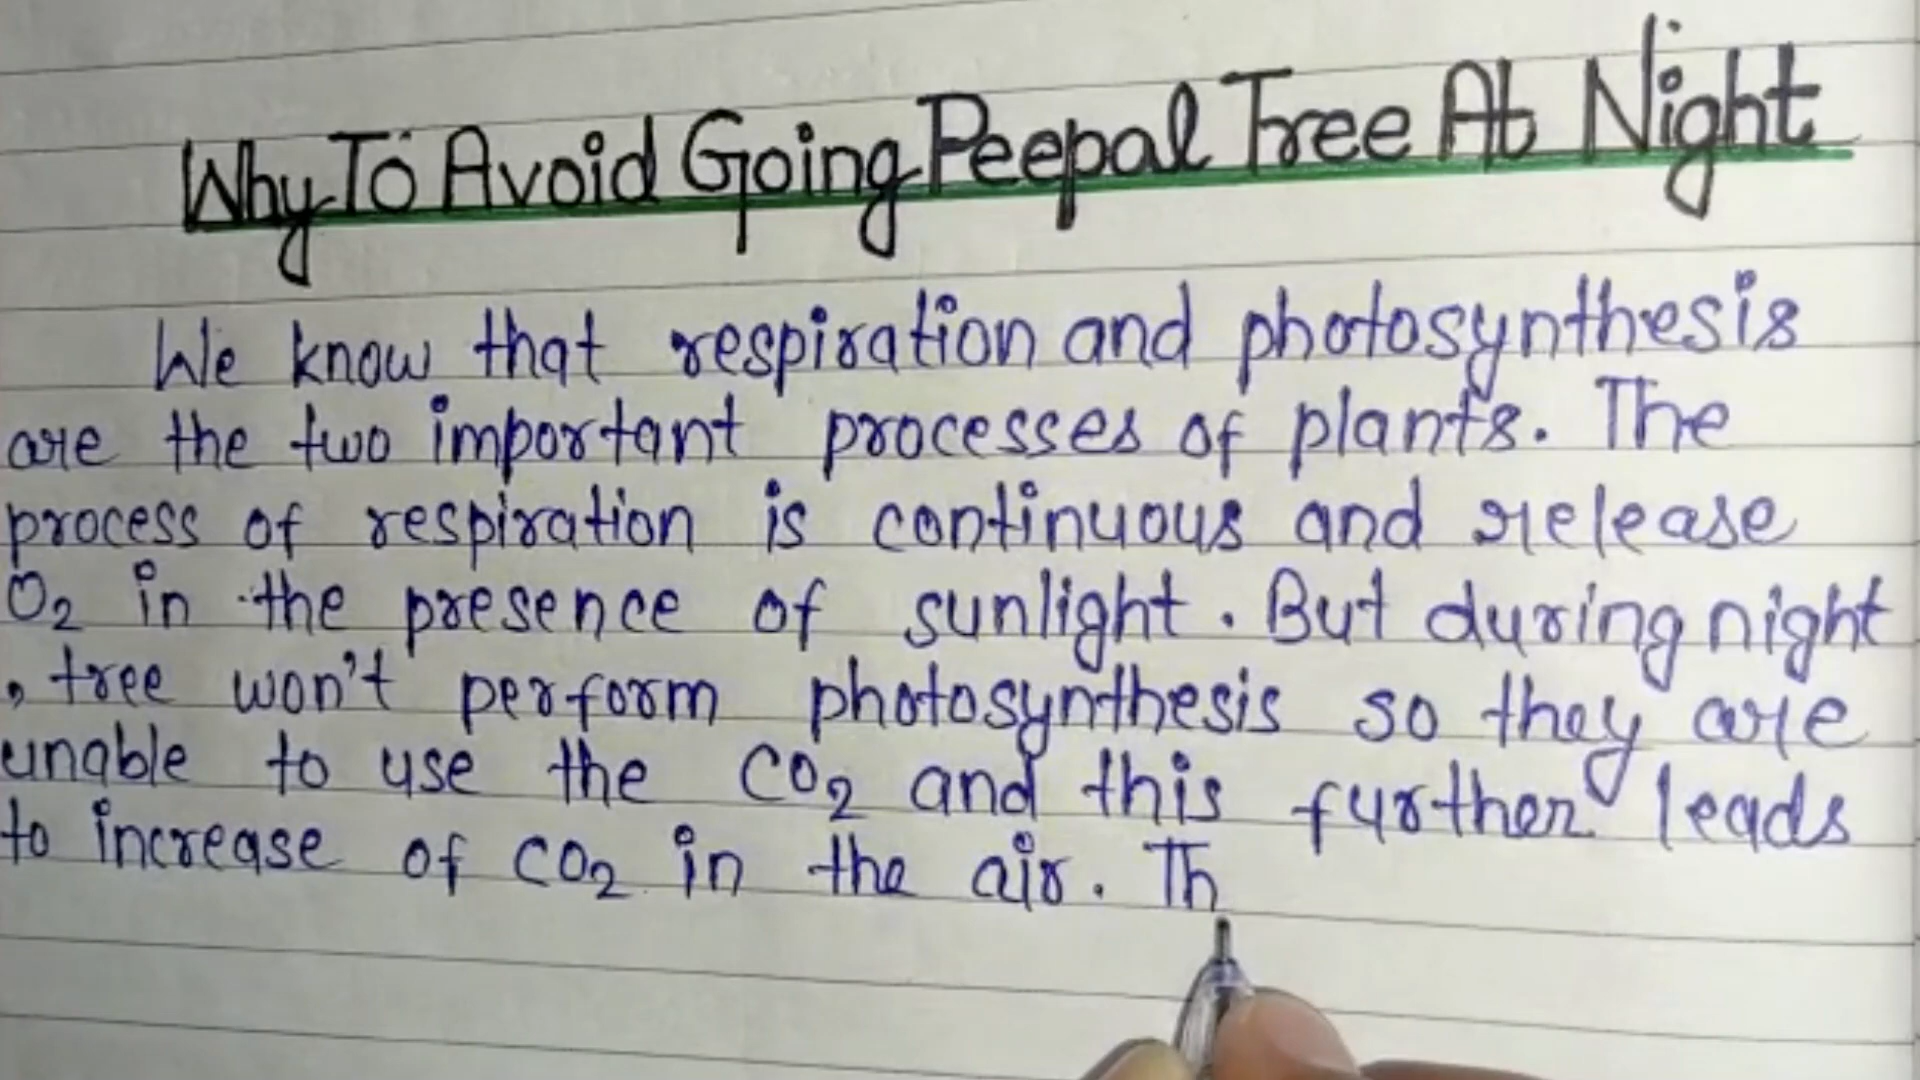 Why To Avoid Going Peepal Tree At Night
We know that respiration and photosynthesis
are the two important processes of plants. The
process of respiration is continuous and release
O₂ in the presence of sunlight. But during night
, tree won't perform photosynthesis so they are
unable to use the CO₂ and this further leads
to increase of CO₂ in the air. Th